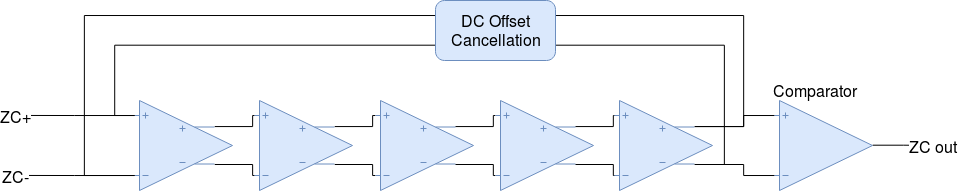 DC Offset
Cancellation
Comparator
ZC+
+ + + + + +
+ + + + +
− − − − −
ZC out
ZC-
− − − − − −